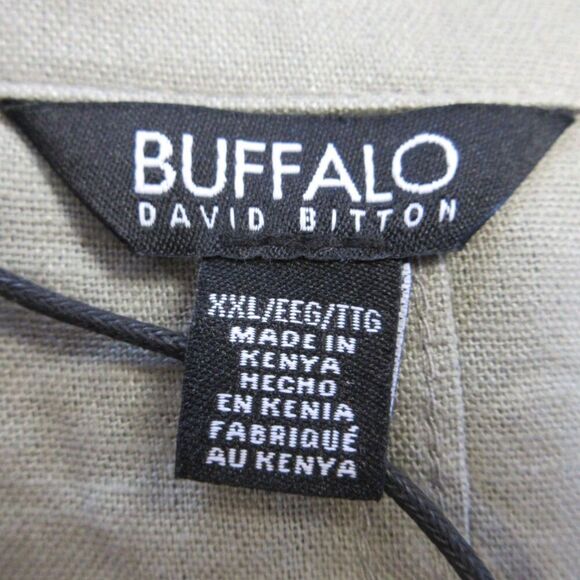 BUFFALO
DAVID BITTON
XXL/EEG/TTG
MADE IN
KENYA
HECHO
EN KENIA
FABRIQUÉ
AU KENYA